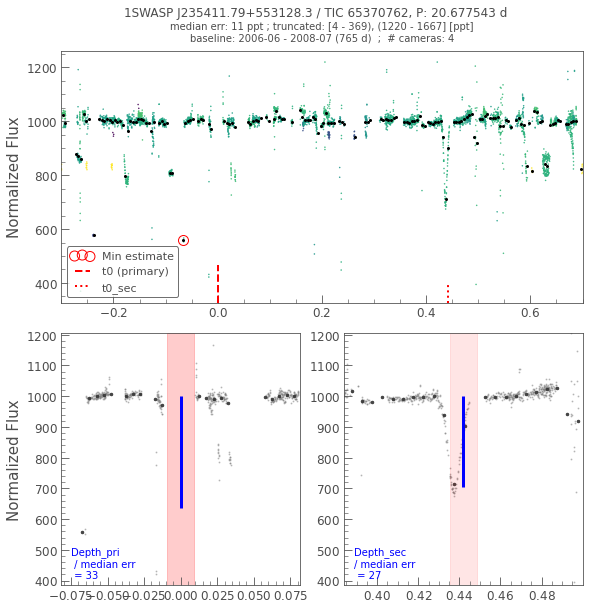 1SWASP J235411.79+553128.3 / TIC 65370762, P: 20.677543 d
median err: 11 ppt ; truncated: [4 - 369), (1220 - 1667] [ppt]
baseline: 2006-06 - 2008-07 (765 d) ; # cameras: 4
Normalized Flux
1200
1000
800
600
400
Min estimate
t0 (primary)
t0_sec
−0.2 0.0 0.2 0.4 0.6
Normalized Flux
1200
1100
1000
900
800
700
600
500
400
Depth_pri
/ median err
= 33
−0.075 −0.050 −0.025 0.000 0.025 0.050 0.075
1200
1100
1000
900
800
700
600
500
400
Depth_sec
/ median err
= 27
0.40 0.42 0.44 0.46 0.48